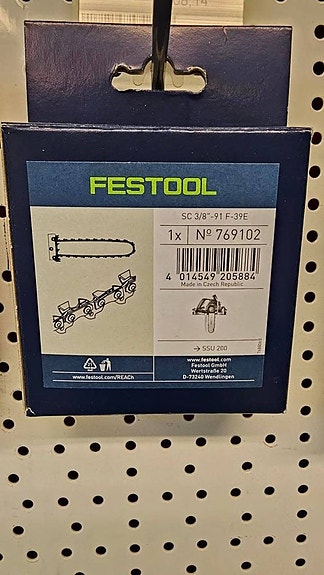 FESTOOL
SC 3/8"-91 F-39E
1x
Nº 769102
4 014549 205884
Made in Czech Republic
→ SSU 200
www.festool.com/REACh
www.festool.com
Festool GmbH
Wertstraße 20
D-73240 Wendlingen